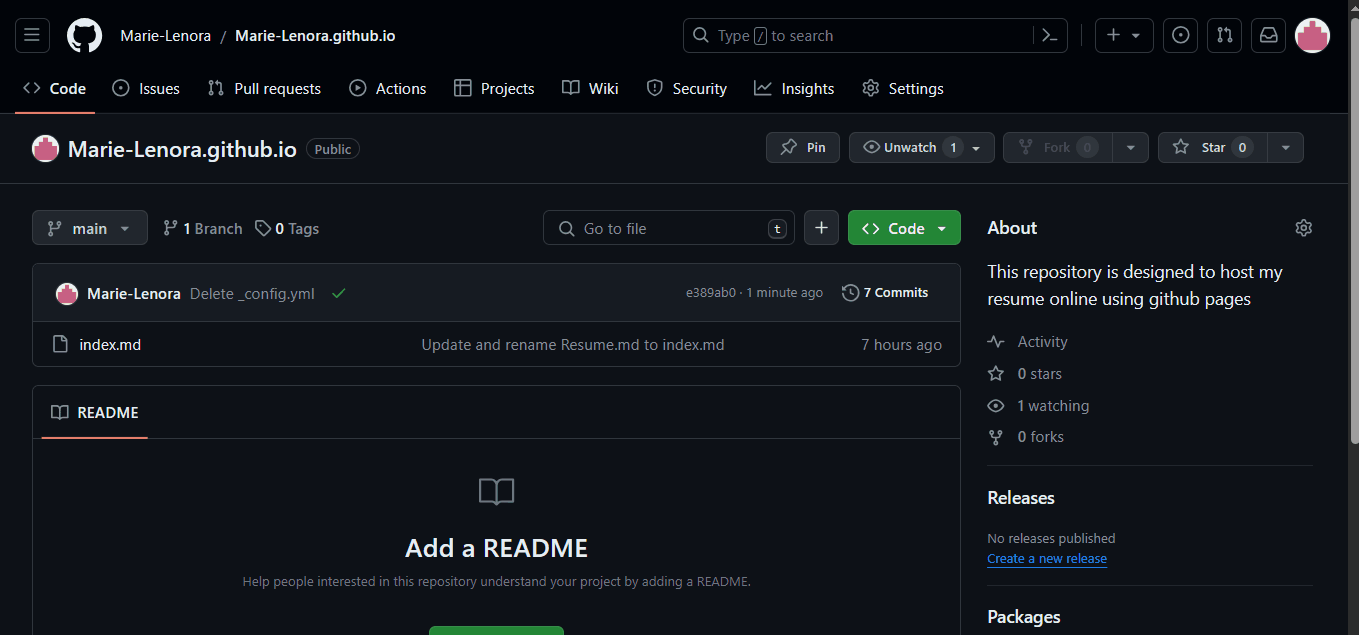 Marie-Lenora / Marie-Lenora.github.io
Type / to search
Code
Issues
Pull requests
Actions
Projects
Wiki
Security
Insights
Settings
Marie-Lenora.github.io Public
Pin
Unwatch 1
Fork 0
Star 0
main
1 Branch
0 Tags
Go to file t
Code
Marie-Lenora Delete _config.yml
e389ab0 · 1 minute ago
7 Commits
index.md
Update and rename Resume.md to index.md
7 hours ago
README
Add a README
Help people interested in this repository understand your project by adding a README.
About
This repository is designed to host my
resume online using github pages
Activity
0 stars
1 watching
0 forks
Releases
No releases published
Create a new release
Packages